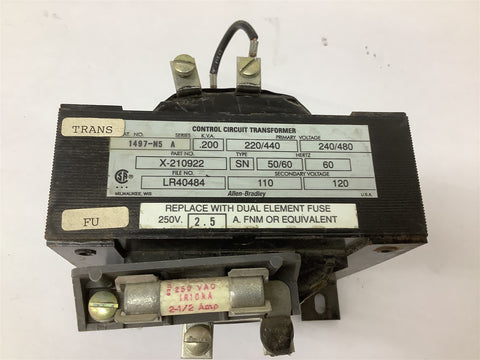 TRANS
CONTROL CIRCUIT TRANSFORMER
CAT. NO. SERIES K.V.A. PRIMARY VOLTAGE
1497-N5 A .200 220/440 240/480
PART NO. TYPE HERTZ
X-210922 SN 50/60 60
FILE NO. SECONDARY VOLTAGE
LR40484 110 120
MILWAUKEE, WIS Allen-Bradley U.S.A.
FU
REPLACE WITH DUAL ELEMENT FUSE
250V. 2.5 A. FNM OR EQUIVALENT
250 VAC
IR10KA
2-1/2 Amp